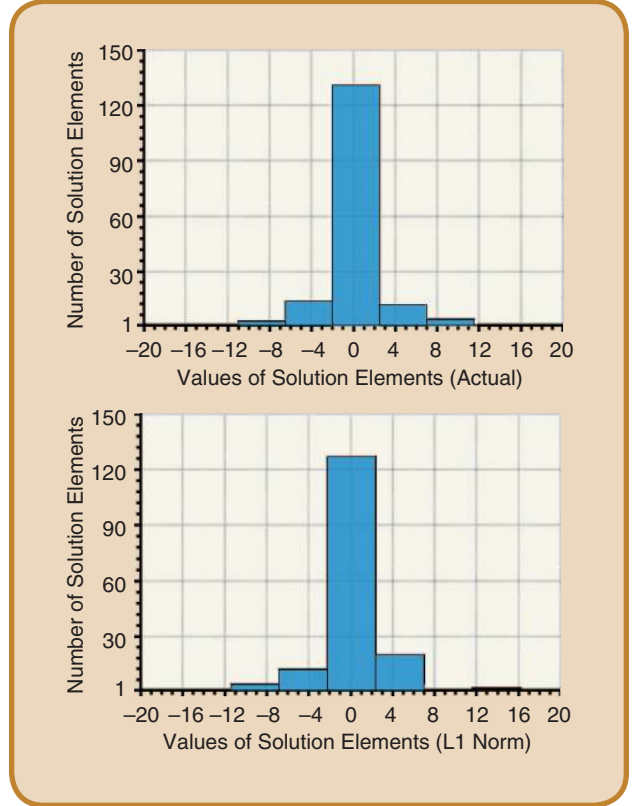 Number of Solution Elements
150
120
90
60
30
1
–20 –16 –12 –8 –4 0 4 8 12 16 20
Values of Solution Elements (Actual)
Number of Solution Elements
150
120
90
60
30
1
–20 –16 –12 –8 –4 0 4 8 12 16 20
Values of Solution Elements (L1 Norm)